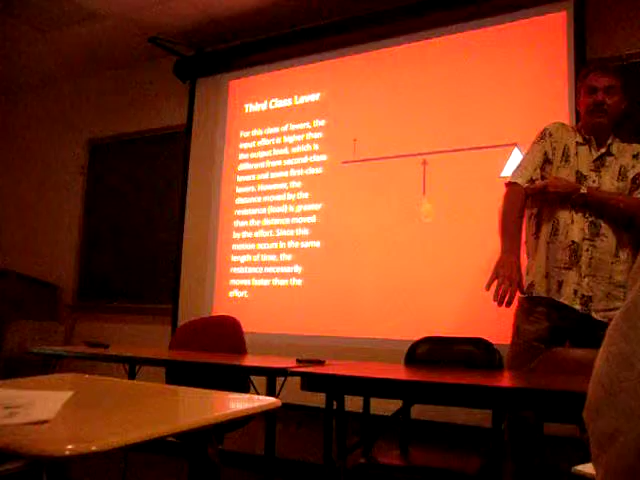 Third Class Lever
For this class of levers, the
input effort is higher than
the output load, which is
different from second-class
levers and some first-class
levers. However, the
distance moved by the
resistance (load) is greater
than the distance moved
by the effort. Since this
motion occurs in the same
length of time, the
resistance necessarily
moves faster than the
effort.